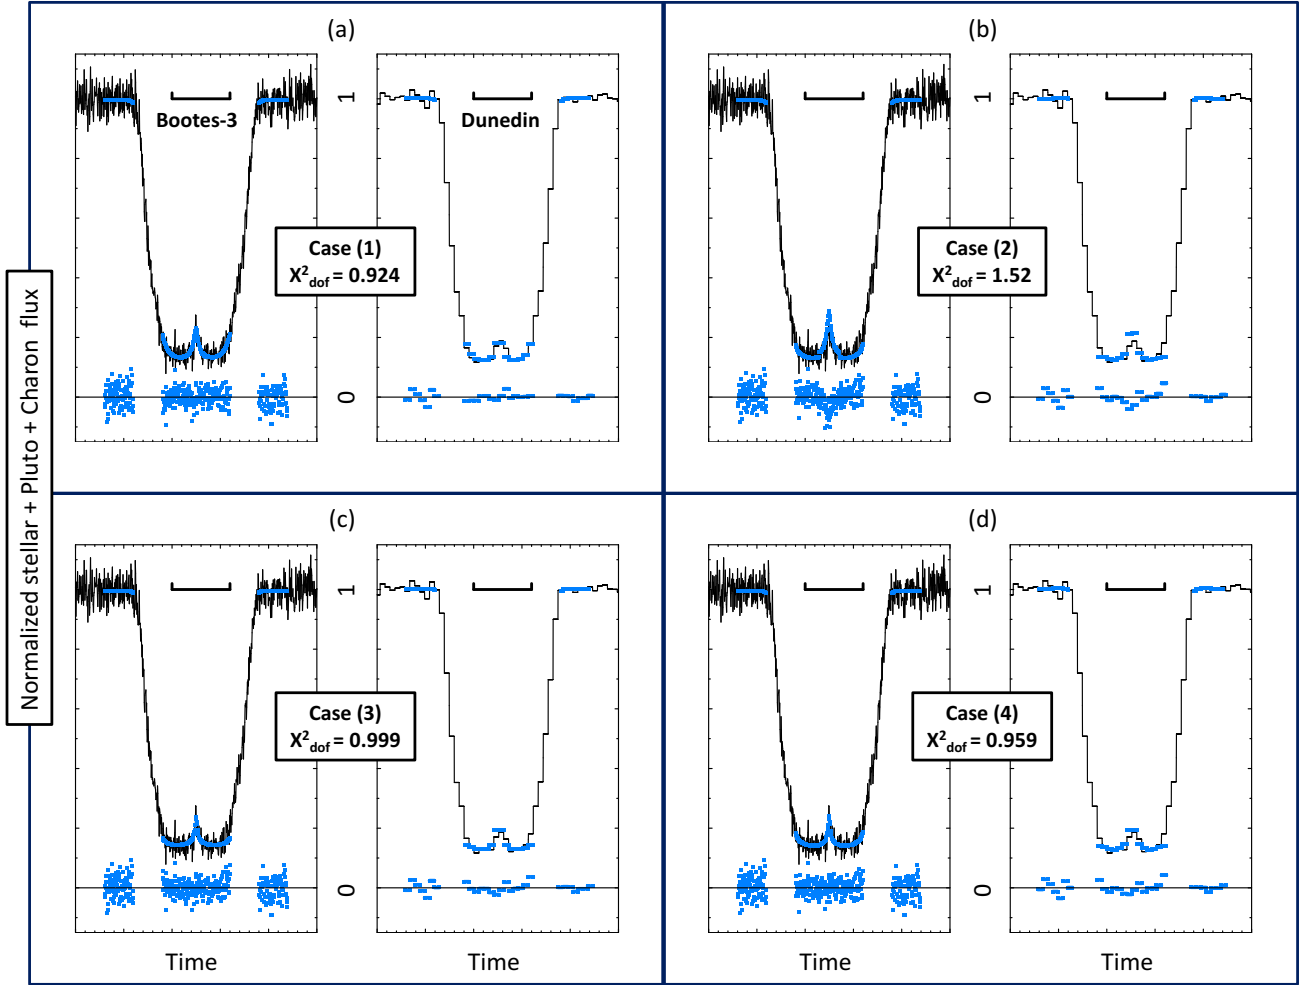 Normalized stellar + Pluto + Charon flux
(a)
1
Bootes-3
Dunedin
Case (1)
X²dof = 0.924
0
(b)
1
Case (2)
X²dof = 1.52
0
(c)
1
Case (3)
X²dof = 0.999
0
Time
Time
(d)
1
Case (4)
X²dof = 0.959
0
Time
Time